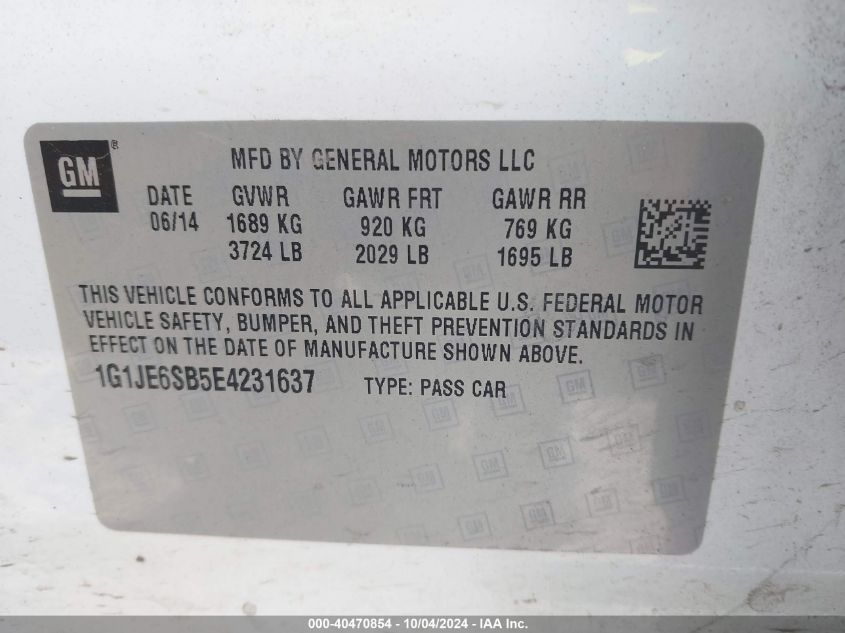 GM ®
MFD BY GENERAL MOTORS LLC
DATE GVWR GAWR FRT GAWR RR
06/14 1689 KG 920 KG 769 KG
3724 LB 2029 LB 1695 LB
THIS VEHICLE CONFORMS TO ALL APPLICABLE U.S. FEDERAL MOTOR
VEHICLE SAFETY, BUMPER, AND THEFT PREVENTION STANDARDS IN
EFFECT ON THE DATE OF MANUFACTURE SHOWN ABOVE.
1G1JE6SB5E4231637 TYPE: PASS CAR
000-40470854 - 10/04/2024 - IAA Inc.